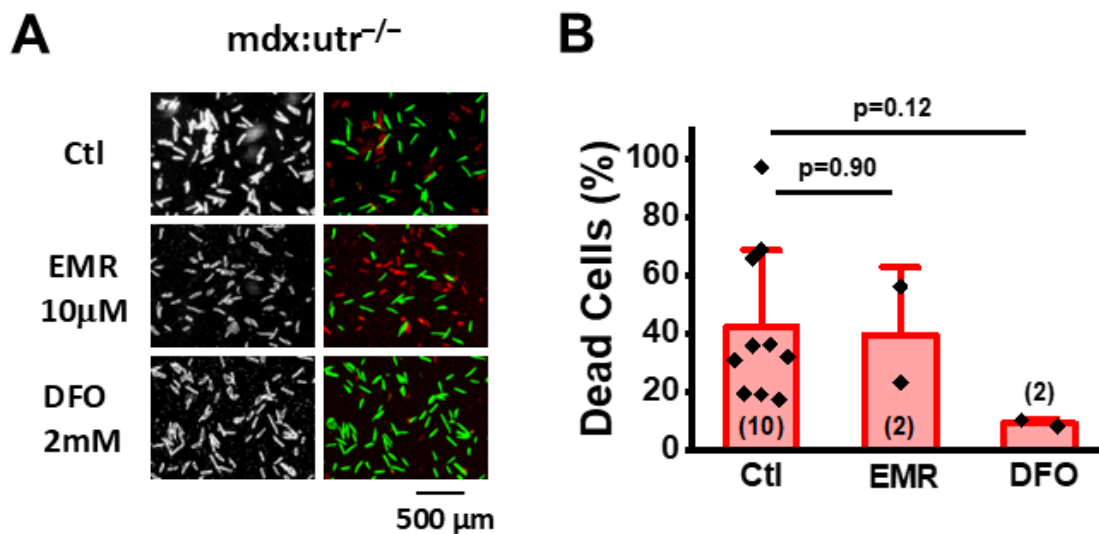 A
mdx:utr⁻/⁻
Ctl
EMR
10μM
DFO
2mM
500 μm
B
p=0.12
p=0.90
Dead Cells (%)
100
80
60
40
20
0
(10)
(2)
(2)
Ctl
EMR
DFO